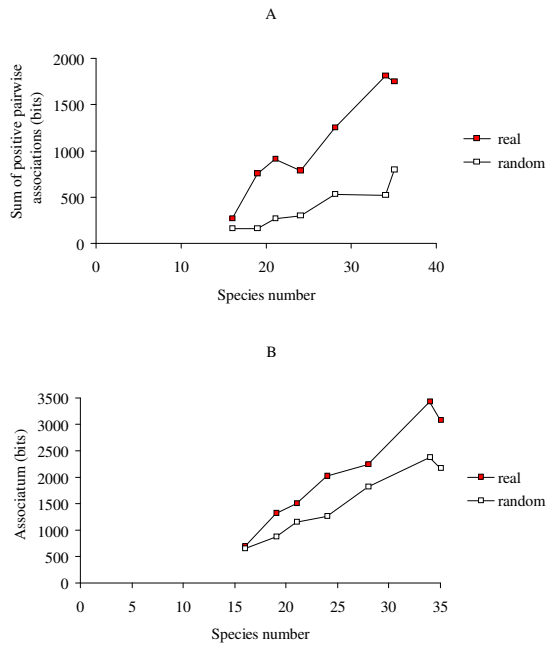 A
Sum of positive pairwise
associations (bits)
2000
1500
1000
500
0
0 10 20 30 40
Species number
real
random
B
Associatum (bits)
3500
3000
2500
2000
1500
1000
500
0
0 5 10 15 20 25 30 35
Species number
real
random